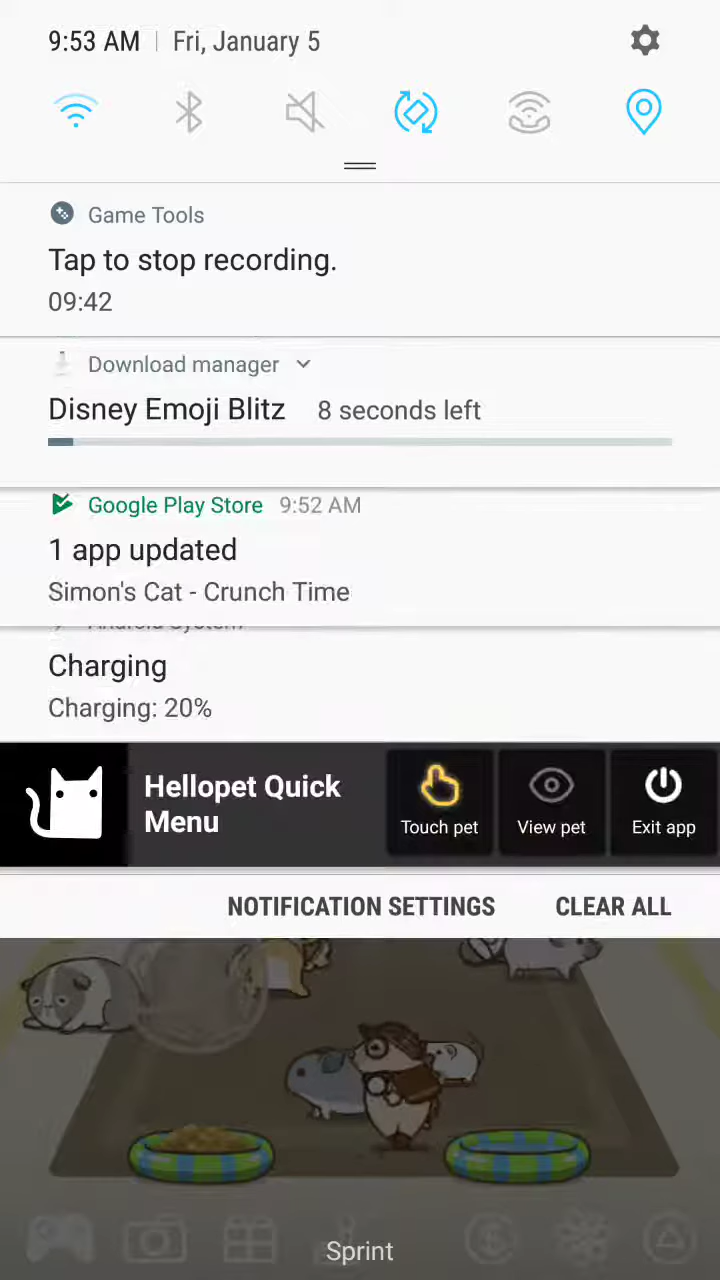 9:53 AM | Fri, January 5
Game Tools
Tap to stop recording.
09:42
Download manager
Disney Emoji Blitz 8 seconds left
Google Play Store 9:52 AM
1 app updated
Simon's Cat - Crunch Time
Android System
Charging
Charging: 20%
Hellopet Quick
Menu
Touch pet
View pet
Exit app
NOTIFICATION SETTINGS
CLEAR ALL
Sprint